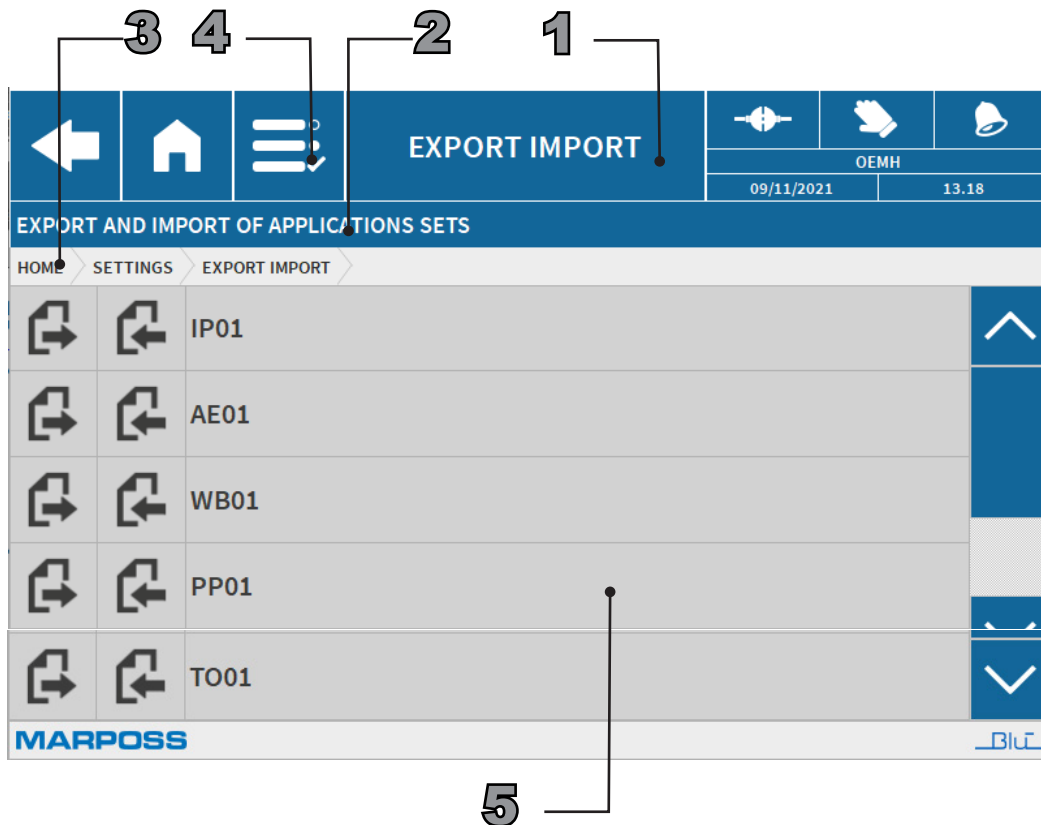 3 4 2 1
EXPORT IMPORT
OEMH
09/11/2021 13.18
EXPORT AND IMPORT OF APPLICATIONS SETS
HOME SETTINGS EXPORT IMPORT
IP01
AE01
WB01
PP01
TO01
MARPOSS Blù
5